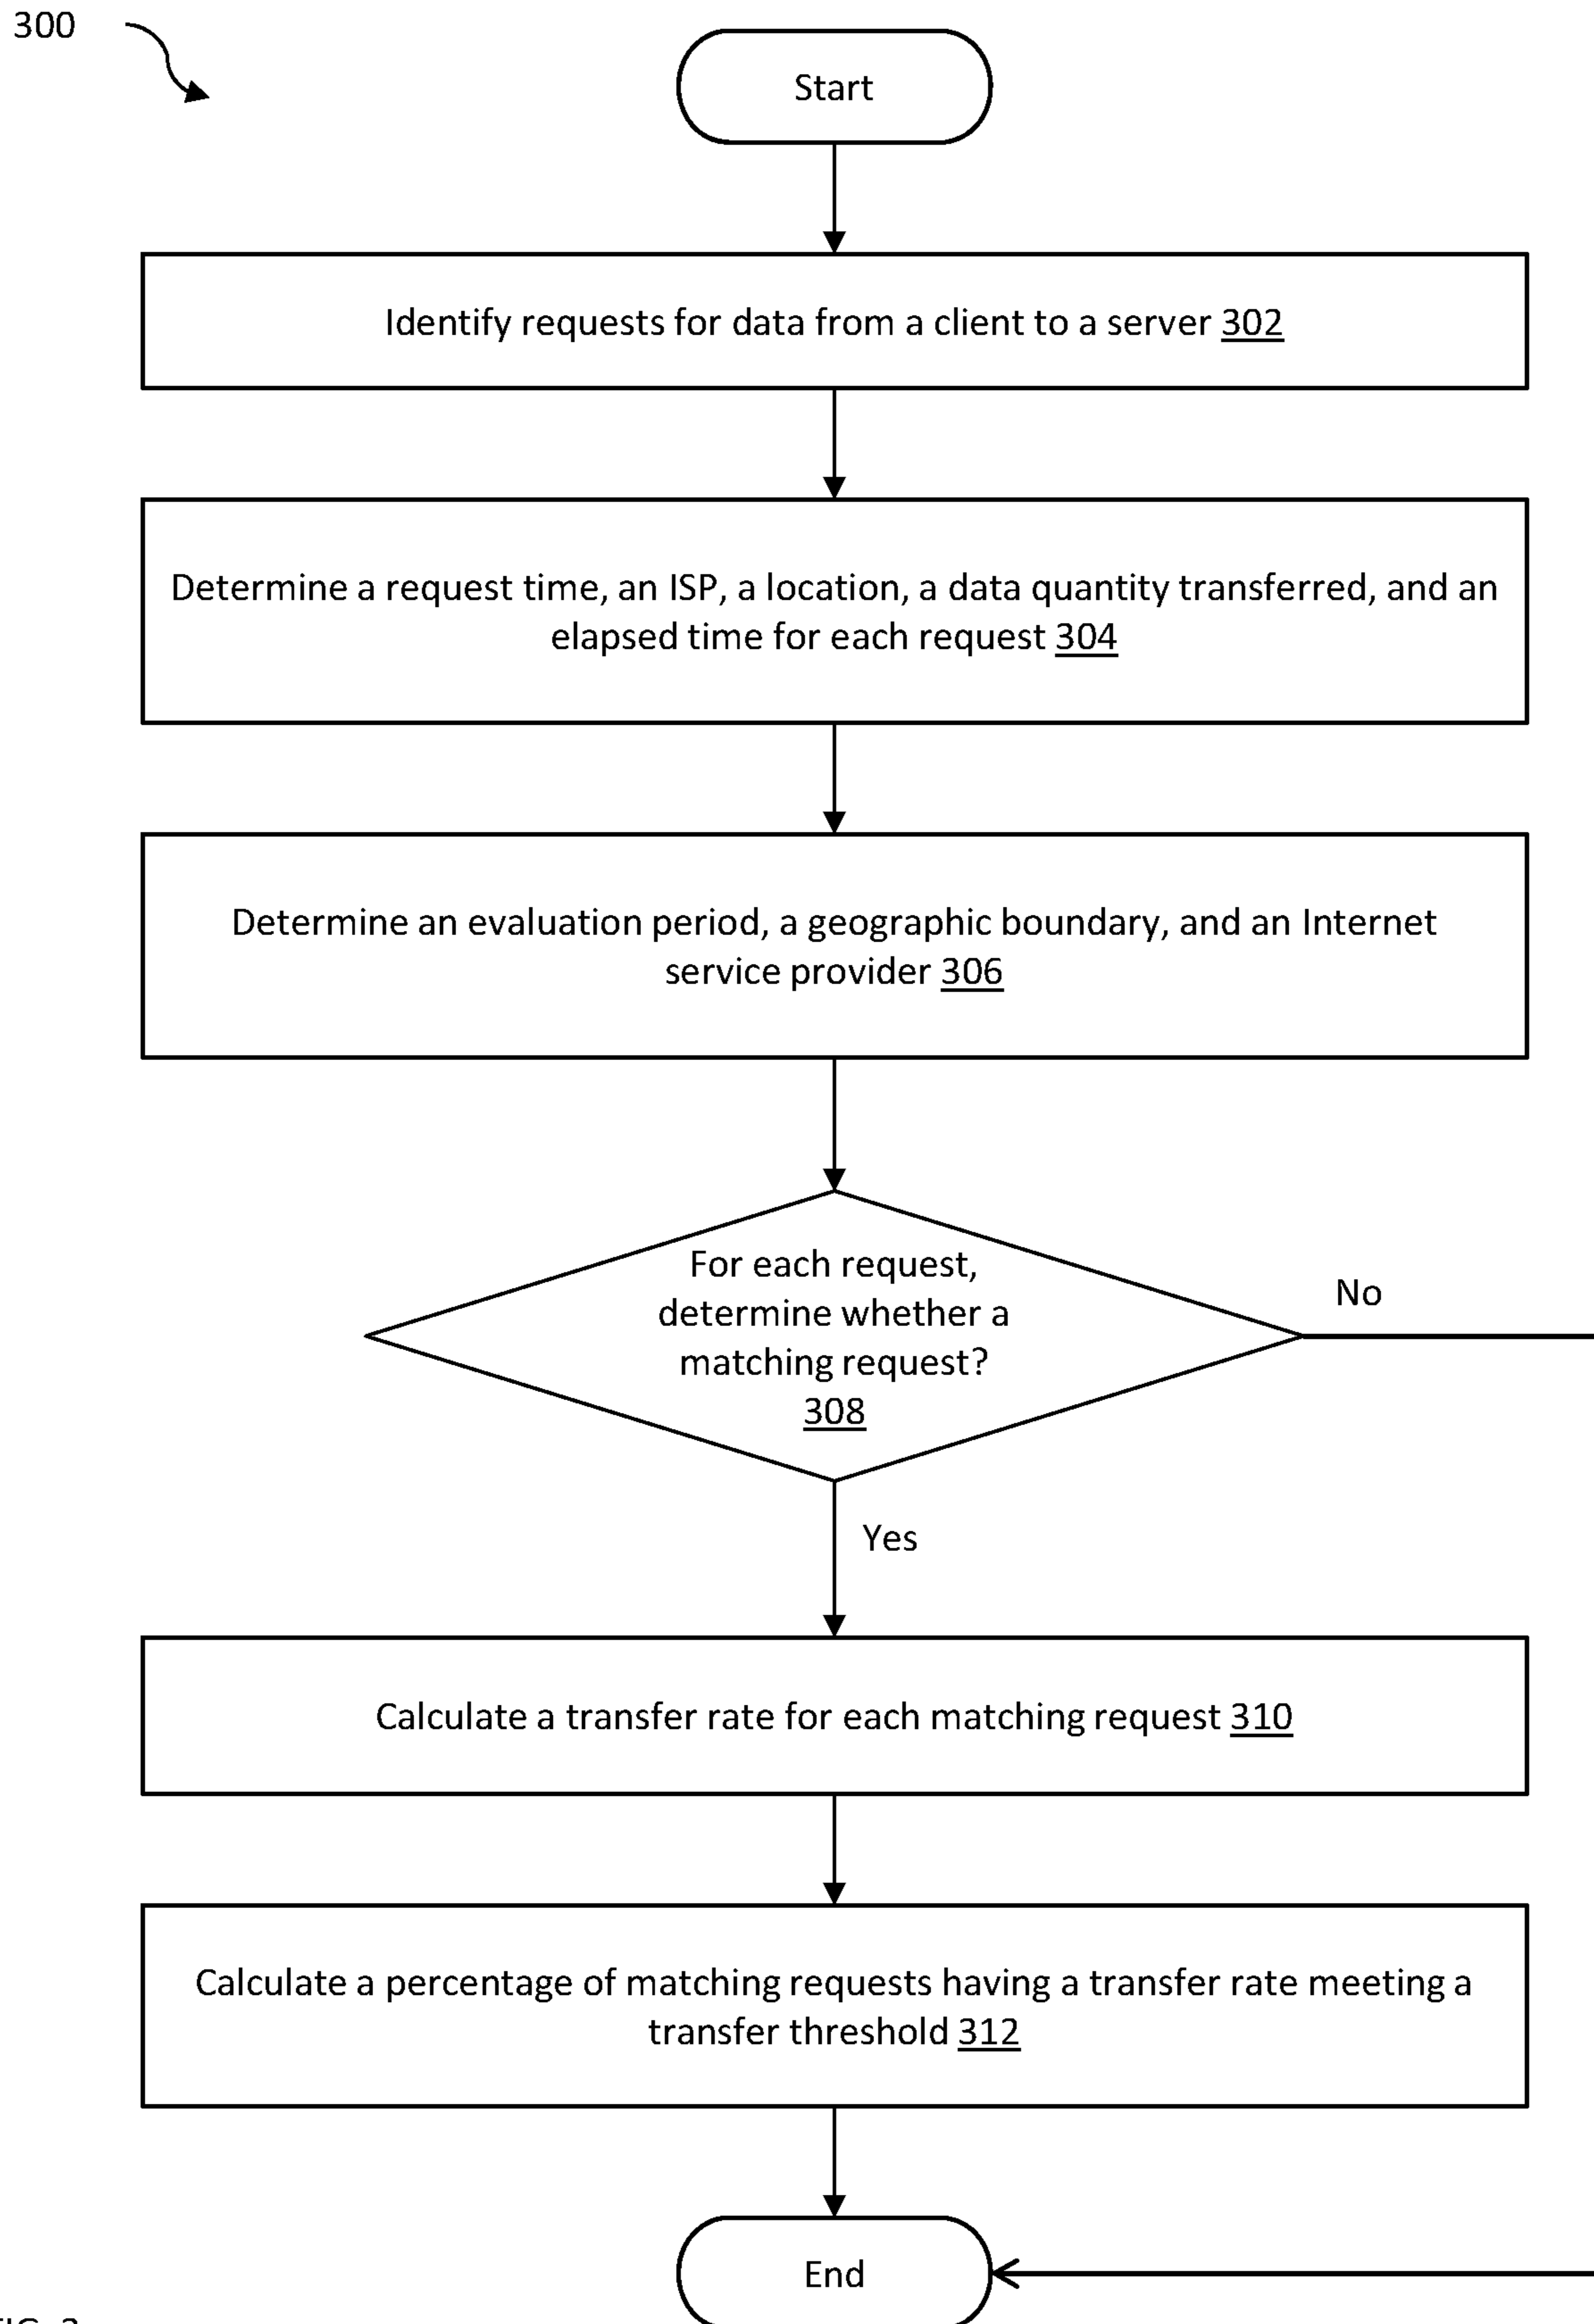 300
Start
Identify requests for data from a client to a server 302
Determine a request time, an ISP, a location, a data quantity transferred, and an
elapsed time for each request 304
Determine an evaluation period, a geographic boundary, and an Internet
service provider 306
For each request,
determine whether a
matching request?
308
No
Yes
Calculate a transfer rate for each matching request 310
Calculate a percentage of matching requests having a transfer rate meeting a
transfer threshold 312
End